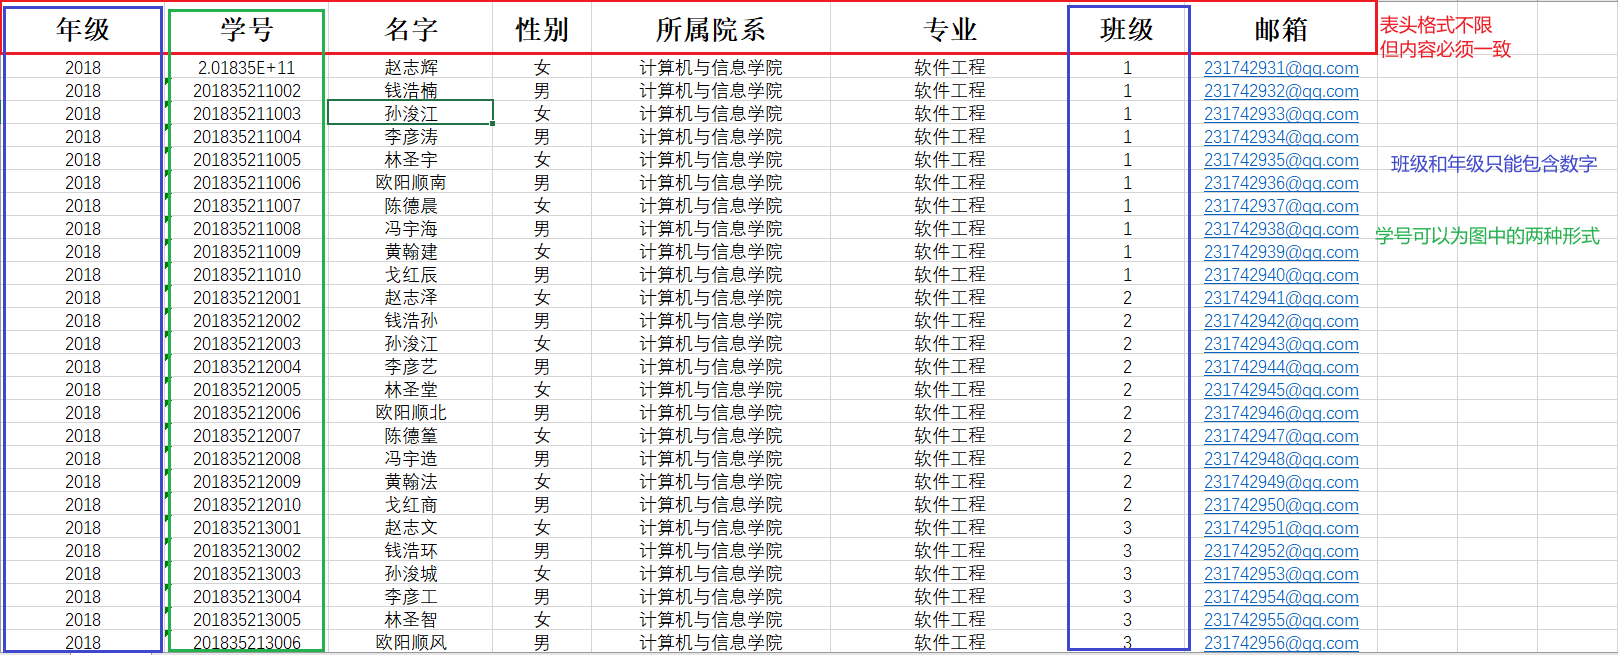 年级 学号 名字 性别 所属院系 专业 班级 邮箱
表头格式不限
但内容必须一致
2018 2.01835E+11 赵志辉 女 计算机与信息学院 软件工程 1 231742931@qq.com
2018 201835211002 钱浩楠 男 计算机与信息学院 软件工程 1 231742932@qq.com
2018 201835211003 孙浚江 女 计算机与信息学院 软件工程 1 231742933@qq.com
2018 201835211004 李彦涛 男 计算机与信息学院 软件工程 1 231742934@qq.com
2018 201835211005 林圣宇 女 计算机与信息学院 软件工程 1 231742935@qq.com
班级和年级只能包含数字
2018 201835211006 欧阳顺南 男 计算机与信息学院 软件工程 1 231742936@qq.com
2018 201835211007 陈德晨 女 计算机与信息学院 软件工程 1 231742937@qq.com
2018 201835211008 冯宇海 男 计算机与信息学院 软件工程 1 231742938@qq.com
学号可以为图中的两种形式
2018 201835211009 黄翰建 女 计算机与信息学院 软件工程 1 231742939@qq.com
2018 201835211010 戈红辰 男 计算机与信息学院 软件工程 1 231742940@qq.com
2018 201835212001 赵志泽 女 计算机与信息学院 软件工程 2 231742941@qq.com
2018 201835212002 钱浩孙 男 计算机与信息学院 软件工程 2 231742942@qq.com
2018 201835212003 孙浚江 女 计算机与信息学院 软件工程 2 231742943@qq.com
2018 201835212004 李彦艺 男 计算机与信息学院 软件工程 2 231742944@qq.com
2018 201835212005 林圣堂 女 计算机与信息学院 软件工程 2 231742945@qq.com
2018 201835212006 欧阳顺北 男 计算机与信息学院 软件工程 2 231742946@qq.com
2018 201835212007 陈德篁 女 计算机与信息学院 软件工程 2 231742947@qq.com
2018 201835212008 冯宇造 男 计算机与信息学院 软件工程 2 231742948@qq.com
2018 201835212009 黄翰法 女 计算机与信息学院 软件工程 2 231742949@qq.com
2018 201835212010 戈红商 男 计算机与信息学院 软件工程 2 231742950@qq.com
2018 201835213001 赵志文 女 计算机与信息学院 软件工程 3 231742951@qq.com
2018 201835213002 钱浩环 男 计算机与信息学院 软件工程 3 231742952@qq.com
2018 201835213003 孙浚城 女 计算机与信息学院 软件工程 3 231742953@qq.com
2018 201835213004 李彦工 男 计算机与信息学院 软件工程 3 231742954@qq.com
2018 201835213005 林圣智 女 计算机与信息学院 软件工程 3 231742955@qq.com
2018 201835213006 欧阳顺风 男 计算机与信息学院 软件工程 3 231742956@qq.com